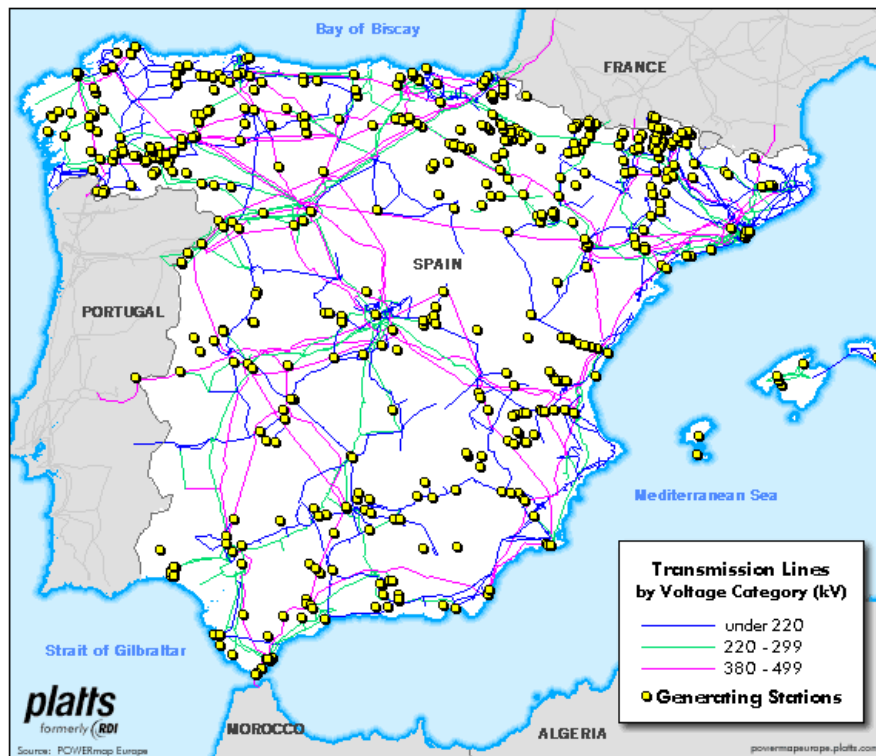 Bay of Biscay
FRANCE
SPAIN
PORTUGAL
Mediterranean Sea
Strait of Gilbraltar
MOROCCO
ALGERIA
Transmission Lines
by Voltage Category (kV)
under 220
220 - 299
380 - 499
Generating Stations
platts
formerly RDI
Source: POWERmap Europe
powermapeurope.platts.com